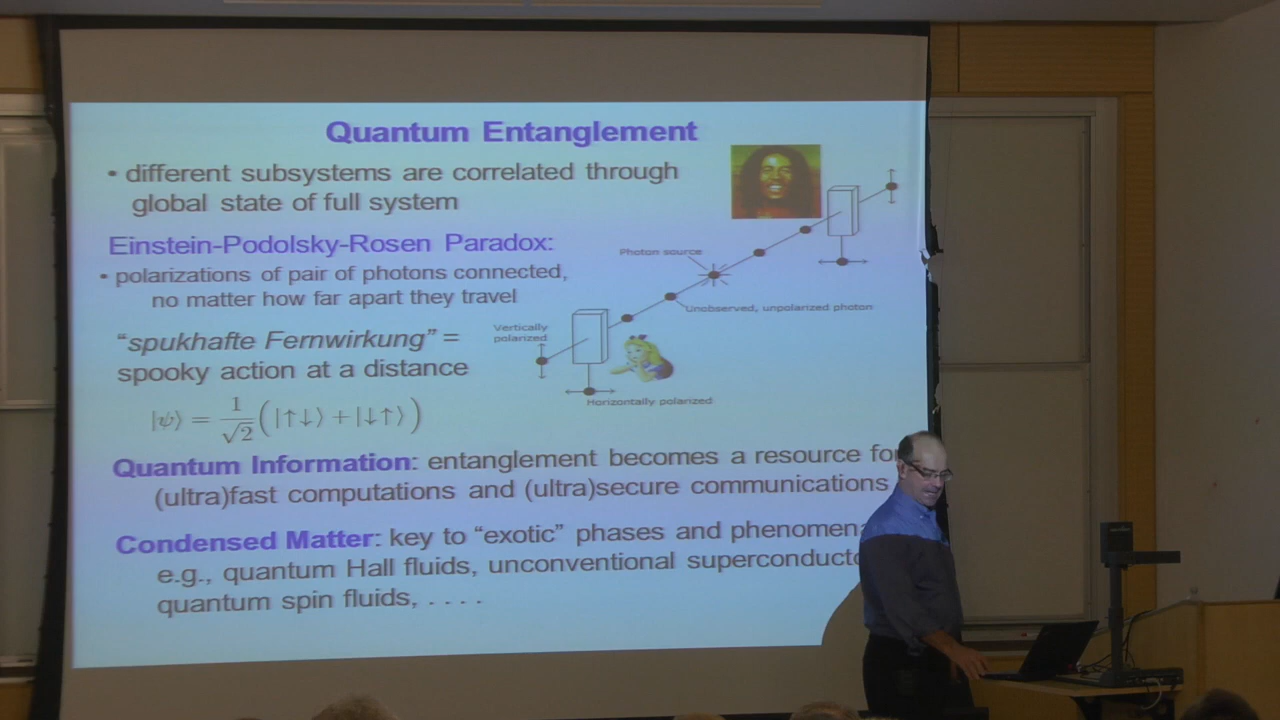 Quantum Entanglement
• different subsystems are correlated through
global state of full system
Einstein-Podolsky-Rosen Paradox:
• polarizations of pair of photons connected,
no matter how far apart they travel
"spukhafte Fernwirkung" =
spooky action at a distance
|ψ⟩ = 1/√2 (|↑↓⟩ + |↓↑⟩)
Photon source
Unobserved, unpolarized photon
Vertically
polarized
Horizontally polarized
Quantum Information: entanglement becomes a resource for
(ultra)fast computations and (ultra)secure communications
Condensed Matter: key to "exotic" phases and phenomena
e.g., quantum Hall fluids, unconventional superconducto
quantum spin fluids, . . . .